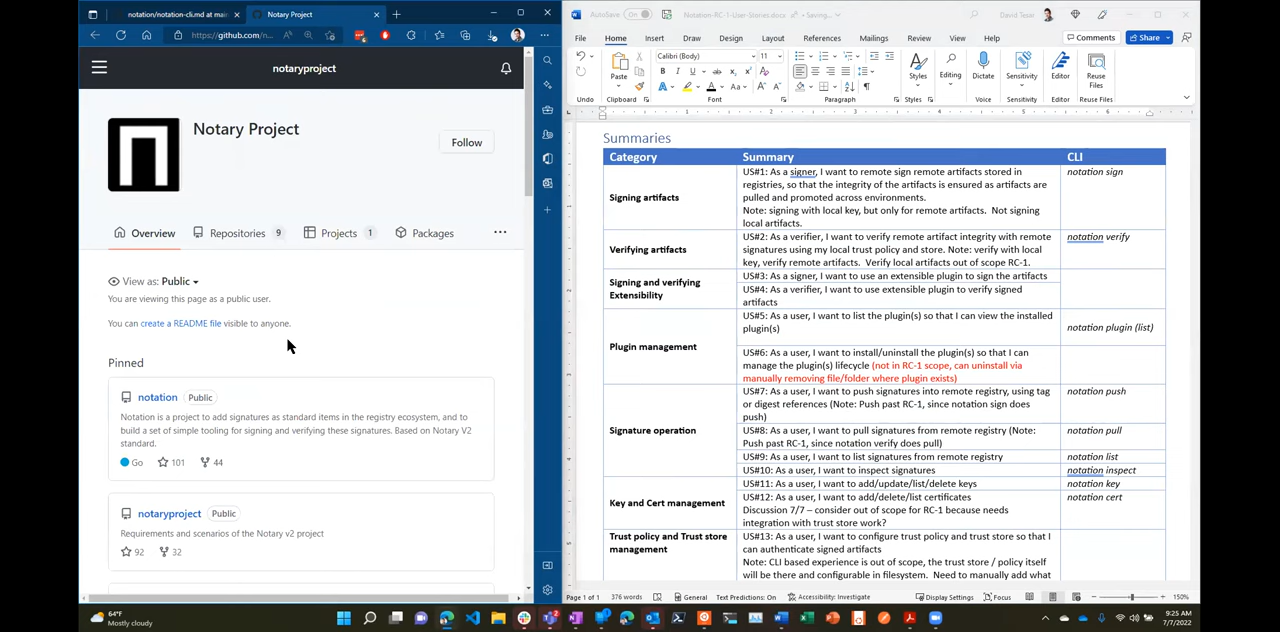 notation/notation-cli.md at mai
Notary Project
https://github.com/n...
notaryproject
Notary Project
Follow
Overview
Repositories 9
Projects 1
Packages
View as: Public
You are viewing this page as a public user.
You can create a README file visible to anyone.
Pinned
notation Public
Notation is a project to add signatures as standard items in the registry ecosystem, and to
build a set of simple tooling for signing and verifying these signatures. Based on Notary V2
standard.
Go 101 44
notaryproject Public
Requirements and scenarios of the Notary v2 project
92 32
AutoSave Off
Notation-RC-1-User-Stories.docx
Saving...
David Tesar
File Home Insert Draw Design Layout References Mailings Review View Help
Comments Share
Calibri (Body) 11
Paste
Styles
Editing
Dictate
Sensitivity
Editor
Reuse
Files
Undo Clipboard Font Paragraph Styles Voice Sensitivity Editor Reuse Files
Summaries
Category Summary CLI
Signing artifacts
US#1: As a signer, I want to remote sign remote artifacts stored in
registries, so that the integrity of the artifacts is ensured as artifacts are
pulled and promoted across environments.
Note: signing with local key, but only for remote artifacts. Not signing
local artifacts.
notation sign
Verifying artifacts
US#2: As a verifier, I want to verify remote artifact integrity with remote
signatures using my local trust policy and store. Note: verify with local
key, verify remote artifacts. Verify local artifacts out of scope RC-1.
notation verify
Signing and verifying
Extensibility
US#3: As a signer, I want to use an extensible plugin to sign the artifacts
US#4: As a verifier, I want to use extensible plugin to verify signed
artifacts
Plugin management
US#5: As a user, I want to list the plugin(s) so that I can view the installed
plugin(s)
notation plugin (list)
US#6: As a user, I want to install/uninstall the plugin(s) so that I can
manage the plugin(s) lifecycle (not in RC-1 scope, can uninstall via
manually removing file/folder where plugin exists)
Signature operation
US#7: As a user, I want to push signatures into remote registry, using tag
or digest references (Note: Push past RC-1, since notation sign does
push)
notation push
US#8: As a user, I want to pull signatures from remote registry (Note:
Push past RC-1, since notation verify does pull)
notation pull
US#9: As a user, I want to list signatures from remote registry
notation list
US#10: As a user, I want to inspect signatures
notation inspect
Key and Cert management
US#11: As a user, I want to add/update/list/delete keys
notation key
US#12: As a user, I want to add/delete/list certificates
Discussion 7/7 – consider out of scope for RC-1 because needs
integration with trust store work?
notation cert
Trust policy and Trust store
management
US#13: As a user, I want to configure trust policy and trust store so that I
can authenticate signed artifacts
Note: CLI based experience is out of scope, the trust store / policy itself
will be there and configurable in filesystem. Need to manually add what
Page 1 of 1 376 words General Text Predictions: On Accessibility: Investigate Display Settings Focus 150%
64°F
Mostly cloudy
9:25 AM
7/7/2022